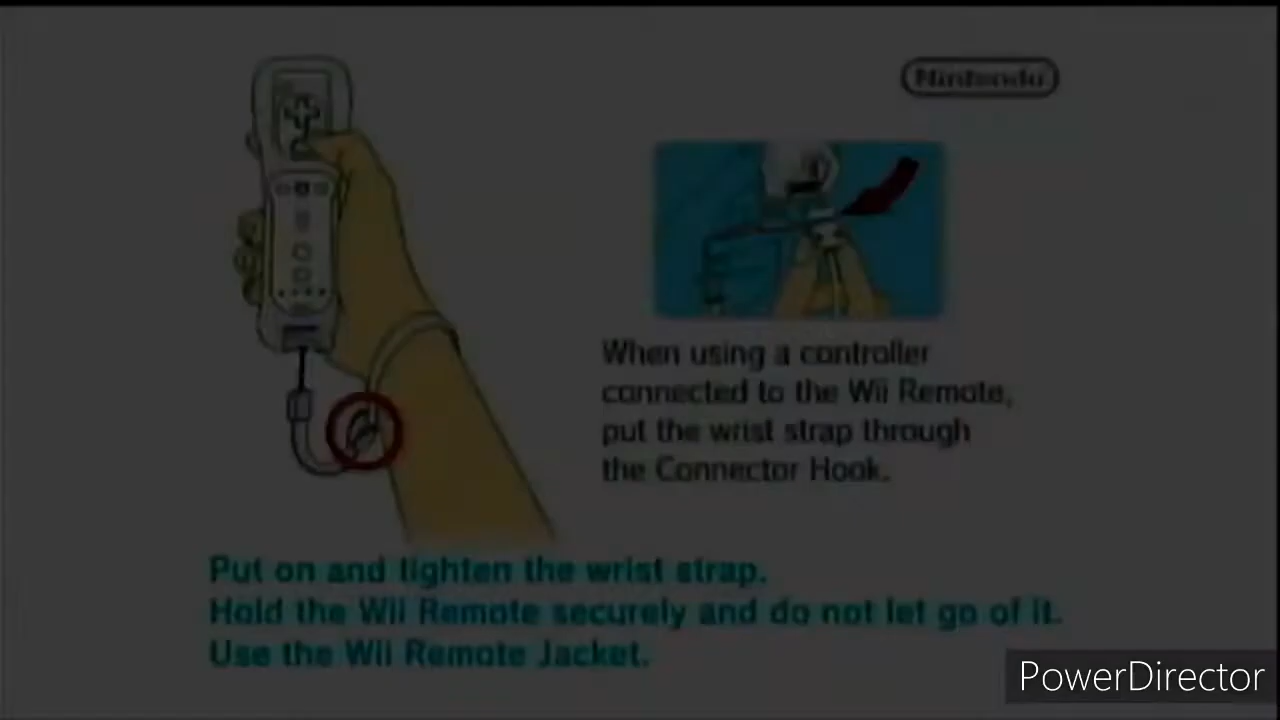 Nintendo
When using a controller
connected to the Wii Remote,
put the wrist strap through
the Connector Hook.
Put on and tighten the wrist strap.
Hold the Wii Remote securely and do not let go of it.
Use the Wii Remote Jacket.
PowerDirector